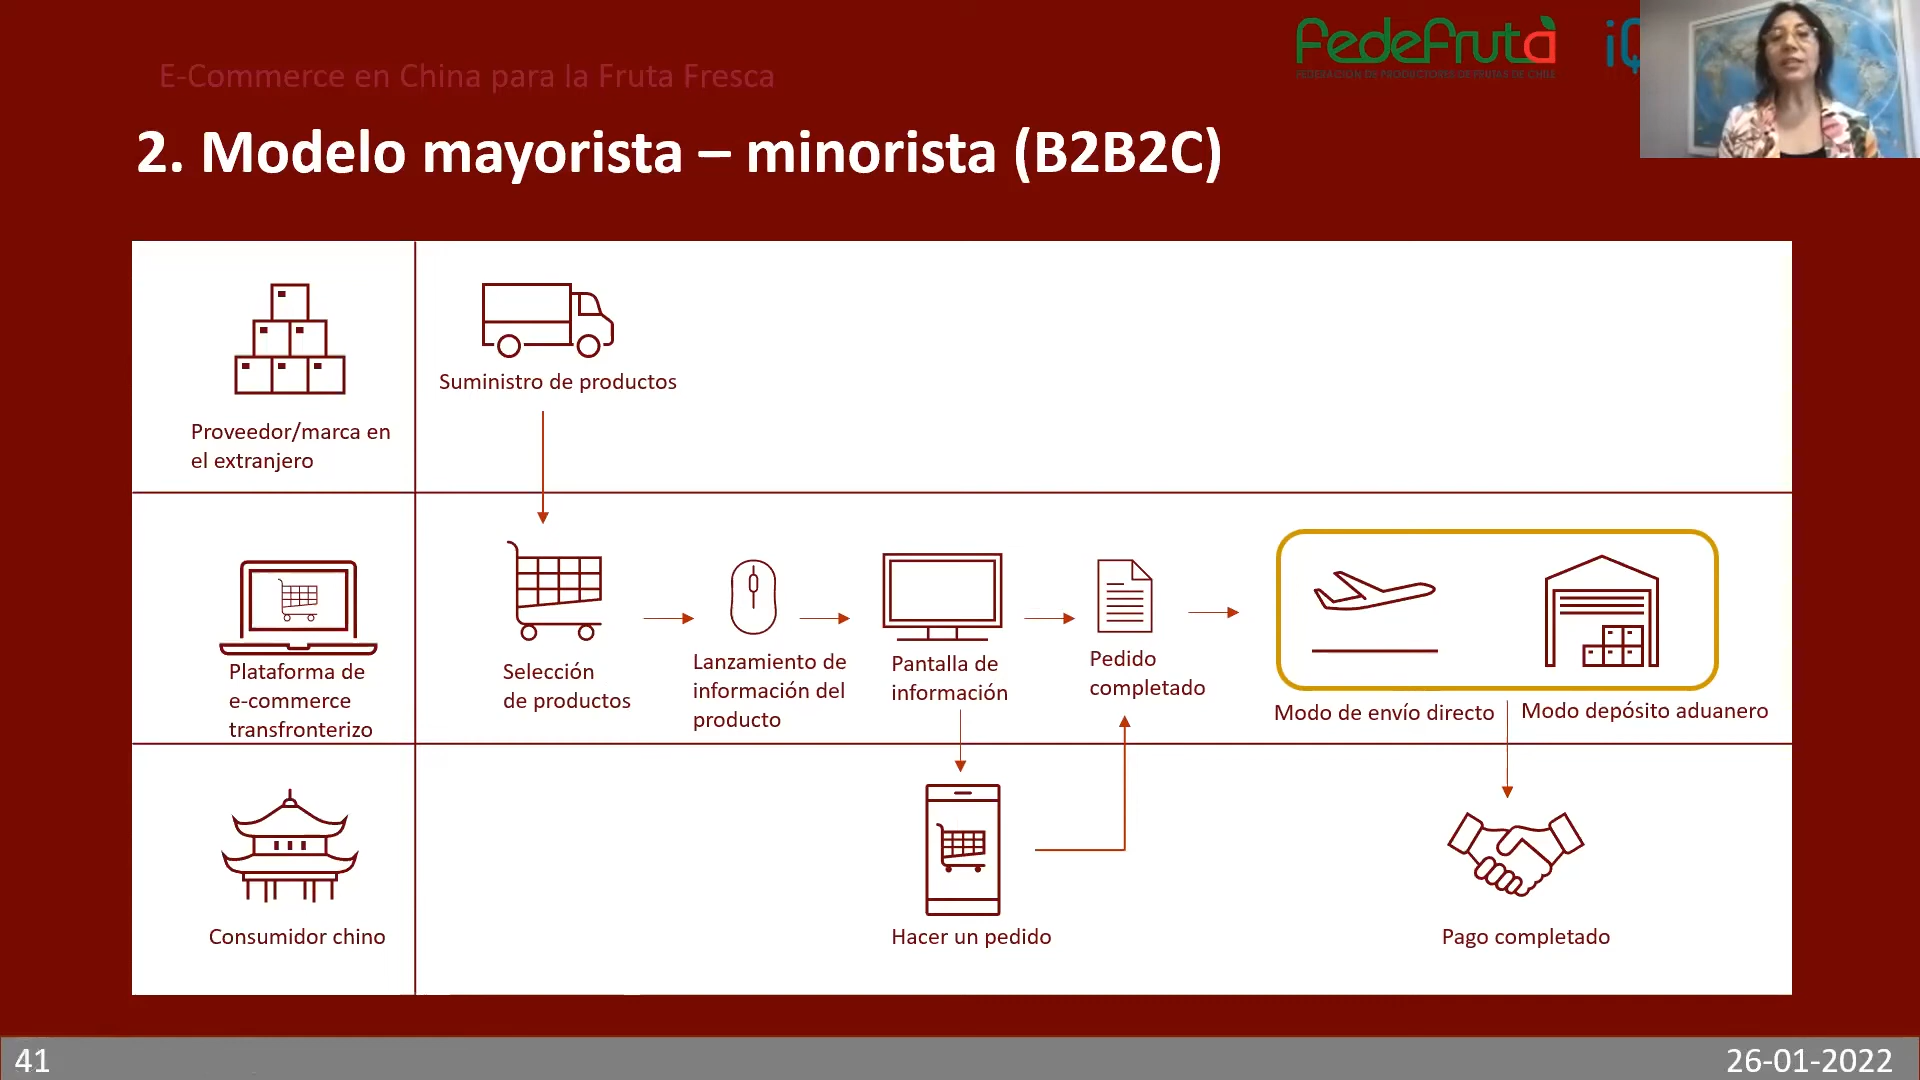 FedeFruta
FEDERACIÓN DE PRODUCTORES DE FRUTAS DE CHILE
E-Commerce en China para la Fruta Fresca
2. Modelo mayorista – minorista (B2B2C)
Suministro de productos
Proveedor/marca en
el extranjero
Plataforma de
e-commerce
transfronterizo
Selección
de productos
Lanzamiento de
información del
producto
Pantalla de
información
Pedido
completado
Modo de envío directo
Modo depósito aduanero
Consumidor chino
Hacer un pedido
Pago completado
41
26-01-2022